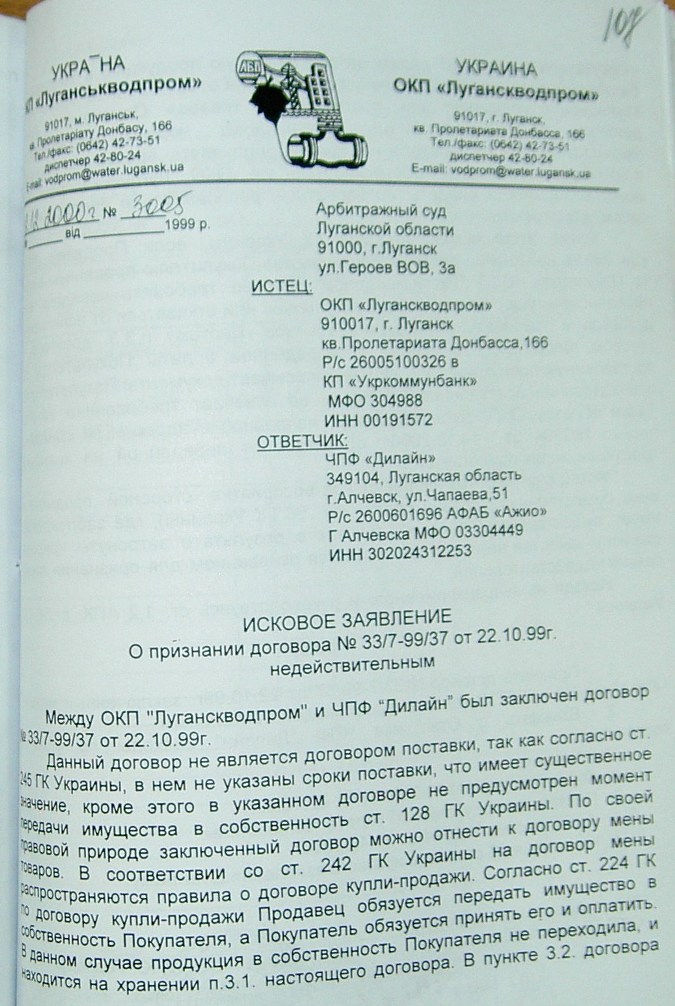 107
УКРА¯НА
КП «Луганськводпром»
91017, м. Луганськ,
кв. Пролетаріату Донбасу, 166
Тел./факс: (0642) 42-73-51
диспетчер 42-80-24
E-mail: vodprom@water.lugansk.ua
УКРАИНА
ОКП «Луганскводпром»
91017, г. Луганск,
кв. Пролетариата Донбасса, 166
Тел./факс: (0642) 42-73-51
диспетчер 42-80-24
E-mail: vodprom@water.lugansk.ua
12.2000г № 3005
від 1999 р.
Арбитражный суд
Луганской области
91000, г.Луганск
ул.Героев ВОВ, 3а
ИСТЕЦ:
ОКП «Луганскводпром»
910017, г. Луганск
кв.Пролетариата Донбасса,166
Р/с 26005100326 в
КП «Укркоммунбанк»
МФО 304988
ИНН 00191572
ОТВЕТЧИК:
ЧПФ «Дилайн»
349104, Луганская область
г.Алчевск, ул.Чапаева,51
Р/с 2600601696 АФАБ «Ажио»
Г Алчевска МФО 03304449
ИНН 302024312253
ИСКОВОЕ ЗАЯВЛЕНИЕ
О признании договора № 33/7-99/37 от 22.10.99г.
недействительным
Между ОКП "Луганскводпром" и ЧПФ “Дилайн” был заключен договор
№ 33/7-99/37 от 22.10.99г.
Данный договор не является договором поставки, так как согласно ст.
245 ГК Украины, в нем не указаны сроки поставки, что имеет существенное
значение, кроме этого в указанном договоре не предусмотрен момент
передачи имущества в собственность ст. 128 ГК Украины. По своей
правовой природе заключенный договор можно отнести к договору мены
товаров. В соответствии со ст. 242 ГК Украины на договор мены
распространяются правила о договоре купли-продажи. Согласно ст. 224 ГК
по договору купли-продажи Продавец обязуется передать имущество в
собственность Покупателя, а Покупатель обязуется принять его и оплатить.
В данном случае продукция в собственность Покупателя не переходила, и
находится на хранении п.3.1. настоящего договора. В пункте 3.2. договора